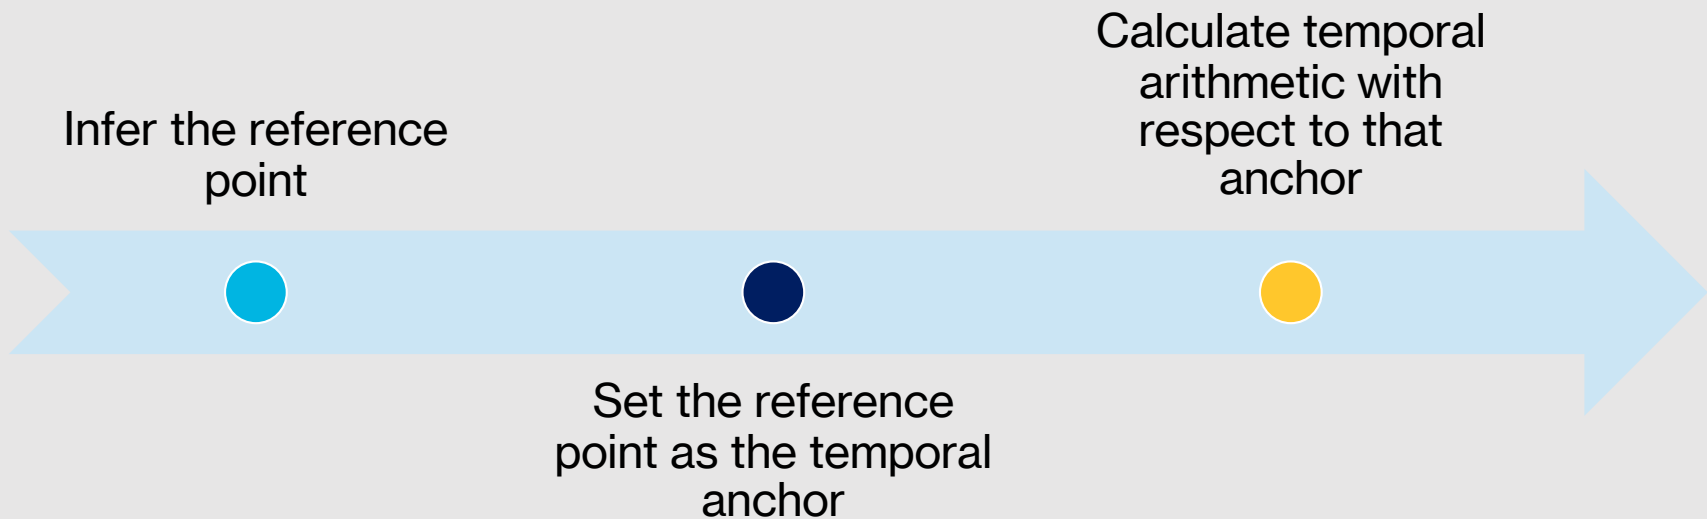 Infer the reference
point
Set the reference
point as the temporal
anchor
Calculate temporal
arithmetic with
respect to that
anchor